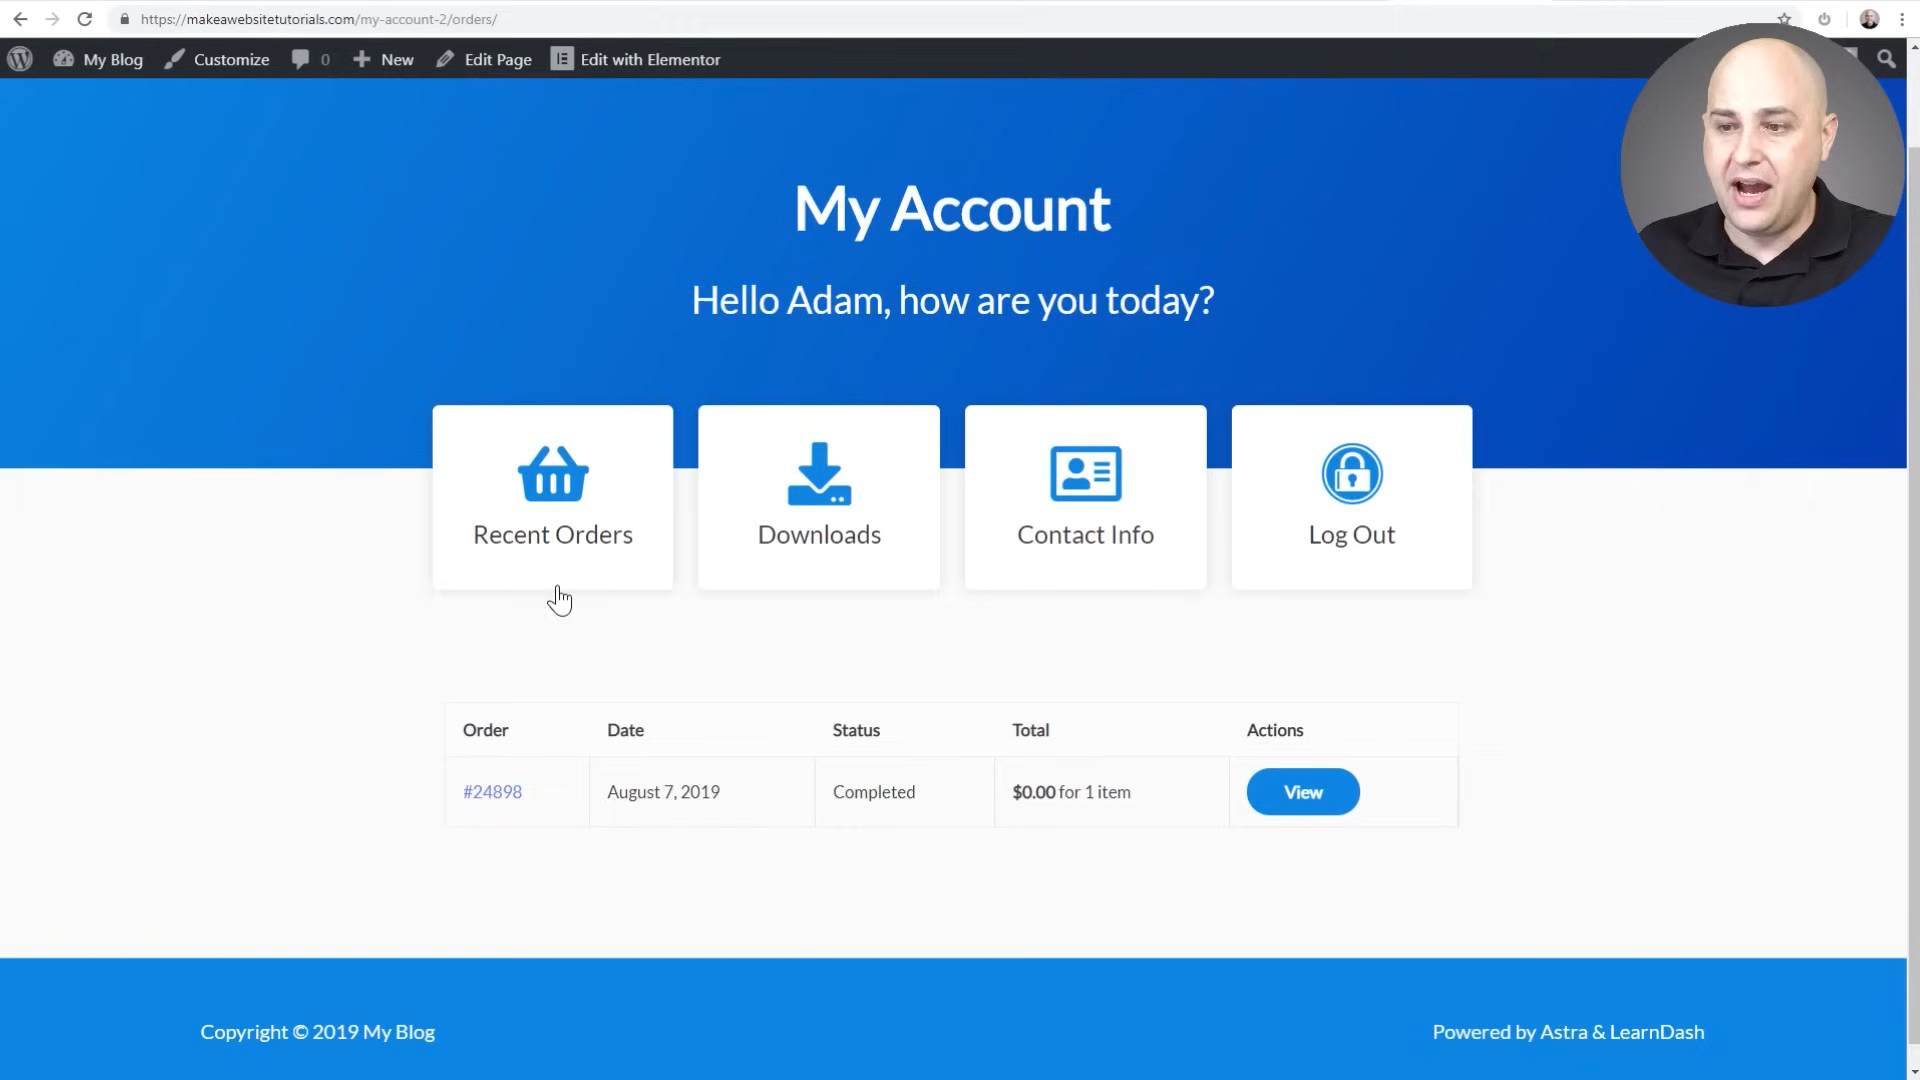 https://makeawebsitetutorials.com/my-account-2/orders/
My Blog Customize 0 New Edit Page Edit with Elementor
My Account
Hello Adam, how are you today?
Recent Orders Downloads Contact Info Log Out
Order Date Status Total Actions
#24898 August 7, 2019 Completed $0.00 for 1 item View
Copyright © 2019 My Blog Powered by Astra & LearnDash